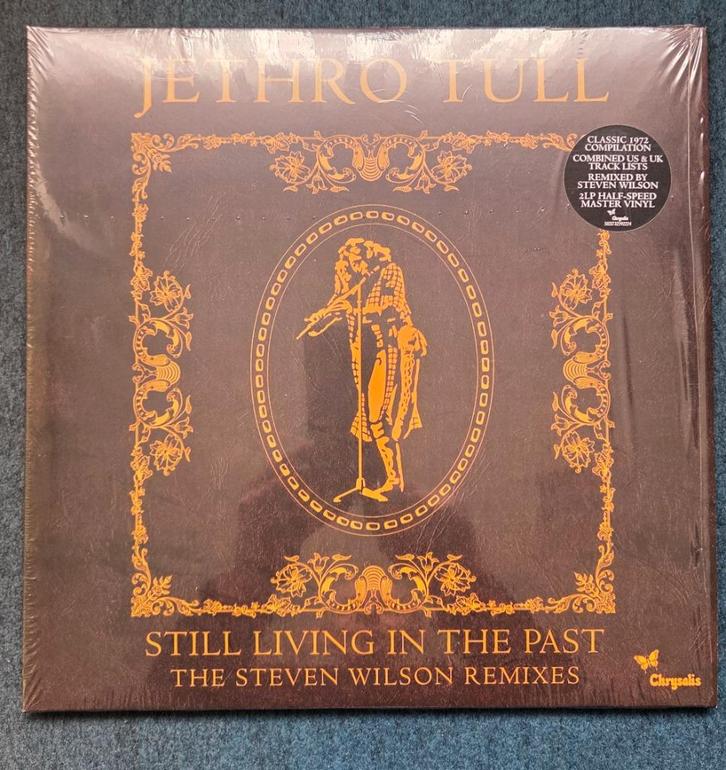 JETHRO TULL
CLASSIC 1972
COMPILATION
COMBINED US & UK
TRACK LISTS
REMIXED BY
STEVEN WILSON
2LP HALF-SPEED
MASTER VINYL
Chrysalis
STILL LIVING IN THE PAST
THE STEVEN WILSON REMIXES
Chrysalis